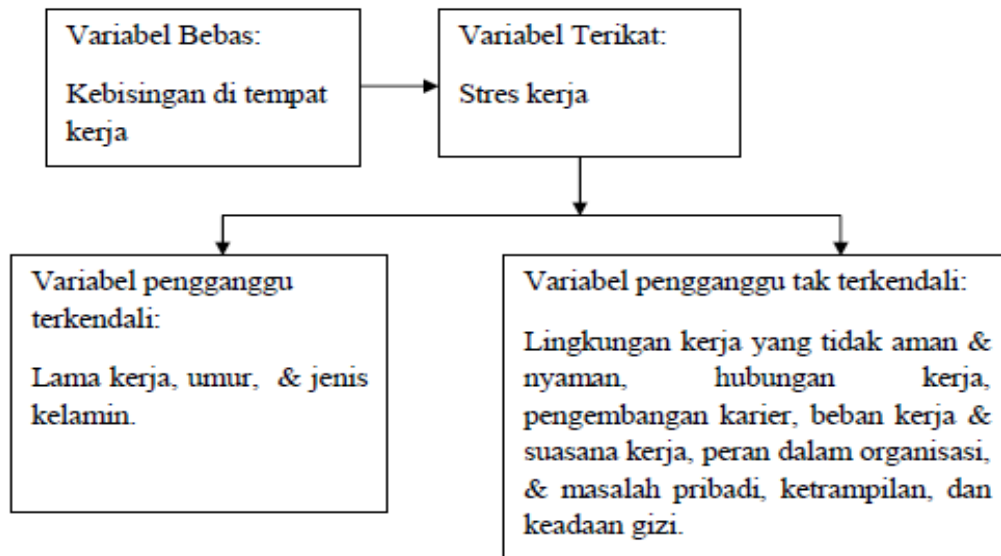 Variabel Bebas:
Kebisingan di tempat
kerja
Variabel Terikat:
Stres kerja
Variabel pengganggu
terkendali:
Lama kerja, umur, & jenis
kelamin.
Variabel pengganggu tak terkendali:
Lingkungan kerja yang tidak aman &
nyaman, hubungan kerja,
pengembangan karier, beban kerja &
suasana kerja, peran dalam organisasi,
& masalah pribadi, ketrampilan, dan
keadaan gizi.